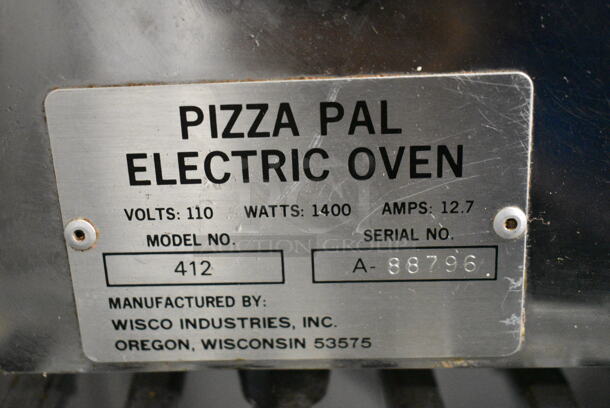 PIZZA PAL
ELECTRIC OVEN
VOLTS: 110 WATTS: 1400 AMPS: 12.7
MODEL NO. SERIAL NO.
412 A- 88796
MANUFACTURED BY:
WISCO INDUSTRIES, INC.
OREGON, WISCONSIN 53575